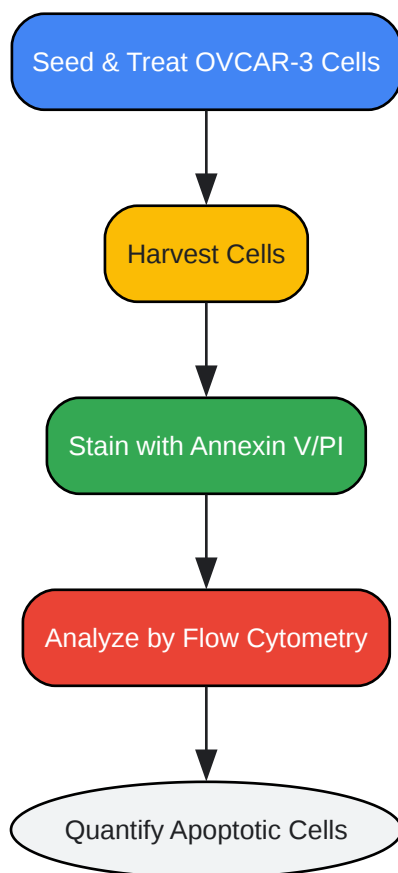 Seed & Treat OVCAR-3 Cells
Harvest Cells
Stain with Annexin V/PI
Analyze by Flow Cytometry
Quantify Apoptotic Cells